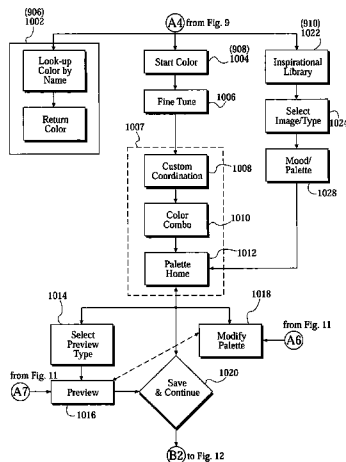 (906)
1002
A4 from Fig. 9
(908)
1004
(910)
1022
Look-up
Color by
Name
Return
Color
Start Color
Fine Tune
1006
Inspirational
Library
Select
Image/Type
1024
Mood/
Palette
1028
1007
Custom
Coordination
1008
Color
Combo
1010
Palette
Home
1012
1014
Select
Preview
Type
1018
Modify
Palette
from Fig. 11
A6
from Fig. 11
A7
Preview
1016
Save
& Continue
1020
B2 to Fig. 12